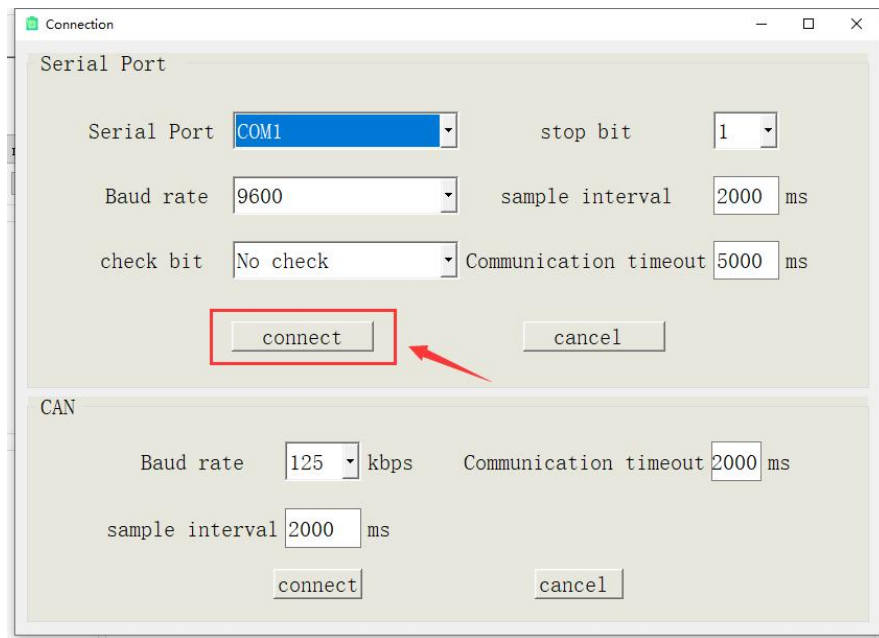 Connection
Serial Port
Serial Port COM1 stop bit 1
Baud rate 9600 sample interval 2000 ms
check bit No check Communication timeout 5000 ms
connect cancel
CAN
Baud rate 125 kbps Communication timeout 2000 ms
sample interval 2000 ms
connect cancel